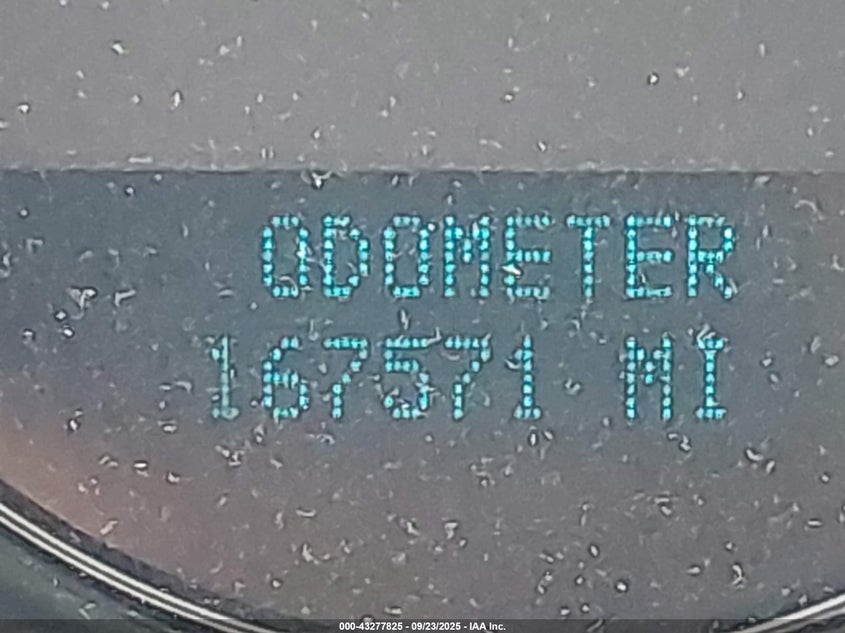 ODOMETER
167571 MI
000-43277825 - 09/23/2025 - IAA Inc.